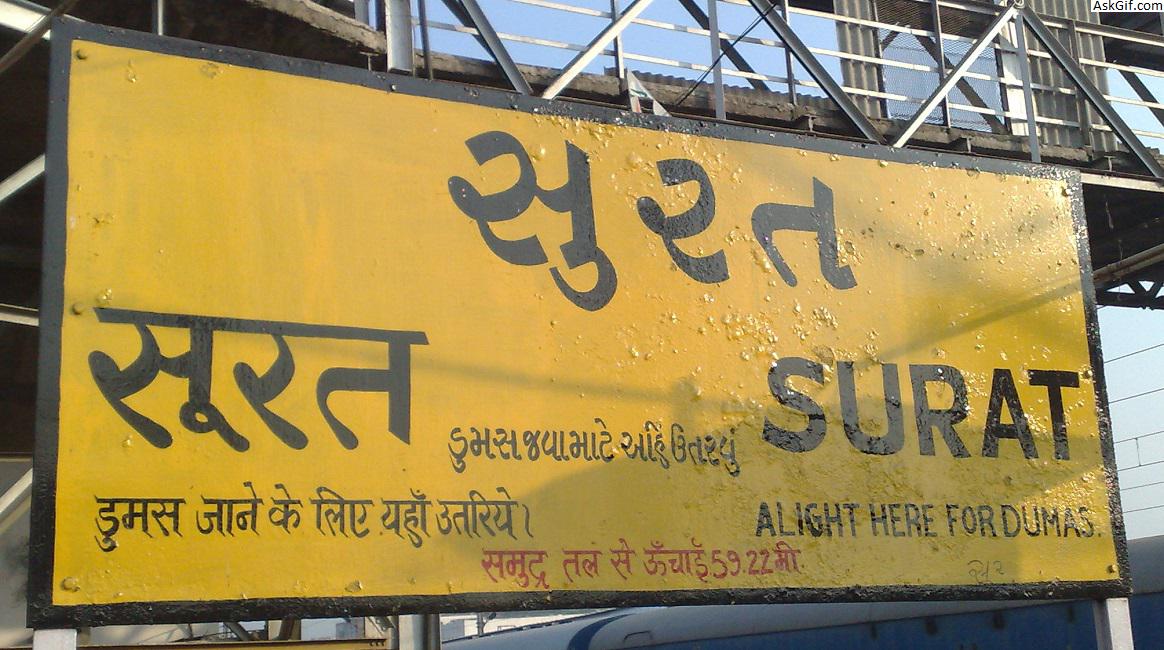 AskGif.com
સુરત
सूरत
SURAT
ડુમસ જવા માટે અહિં ઉતરવું
डुमस जाने के लिए यहाँ उतरिये।
ALIGHT HERE FOR DUMAS.
समुद्र तल से ऊँचाई 59.22 मी